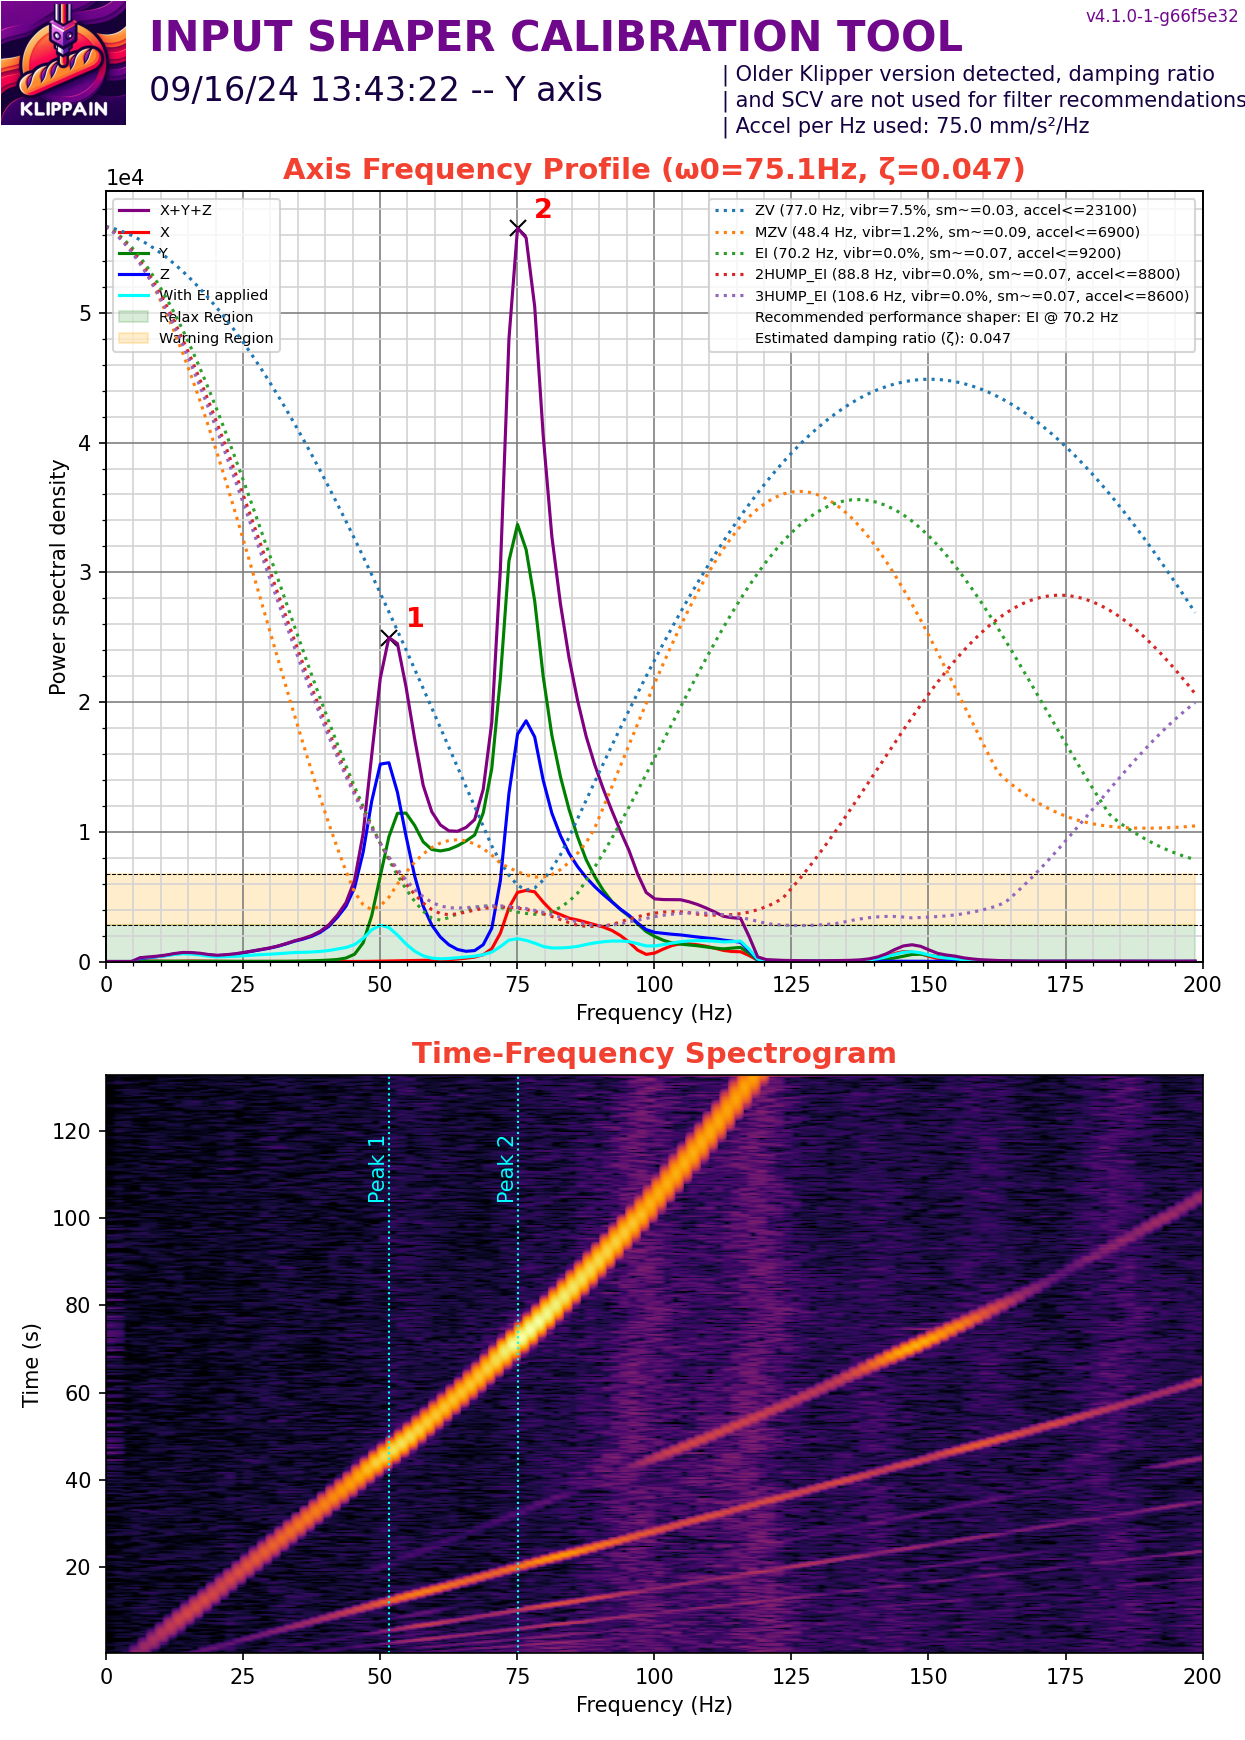 v4.1.0-1-g66f5e32
INPUT SHAPER CALIBRATION TOOL
09/16/24 13:43:22 -- Y axis
| Older Klipper version detected, damping ratio
| and SCV are not used for filter recommendations
| Accel per Hz used: 75.0 mm/s²/Hz
KLIPPAIN
Axis Frequency Profile (ω0=75.1Hz, ζ=0.047)
1e4
X+Y+Z
X
Y
Z
With EI applied
Relax Region
Warning Region
ZV (77.0 Hz, vibr=7.5%, sm~=0.03, accel<=23100)
MZV (48.4 Hz, vibr=1.2%, sm~=0.09, accel<=6900)
EI (70.2 Hz, vibr=0.0%, sm~=0.07, accel<=9200)
2HUMP_EI (88.8 Hz, vibr=0.0%, sm~=0.07, accel<=8800)
3HUMP_EI (108.6 Hz, vibr=0.0%, sm~=0.07, accel<=8600)
Recommended performance shaper: EI @ 70.2 Hz
Estimated damping ratio (ζ): 0.047
2
1
5
4
3
2
1
0
Power spectral density
0 25 50 75 100 125 150 175 200
Frequency (Hz)
Time-Frequency Spectrogram
Peak 1
Peak 2
120
100
80
60
40
20
Time (s)
0 25 50 75 100 125 150 175 200
Frequency (Hz)